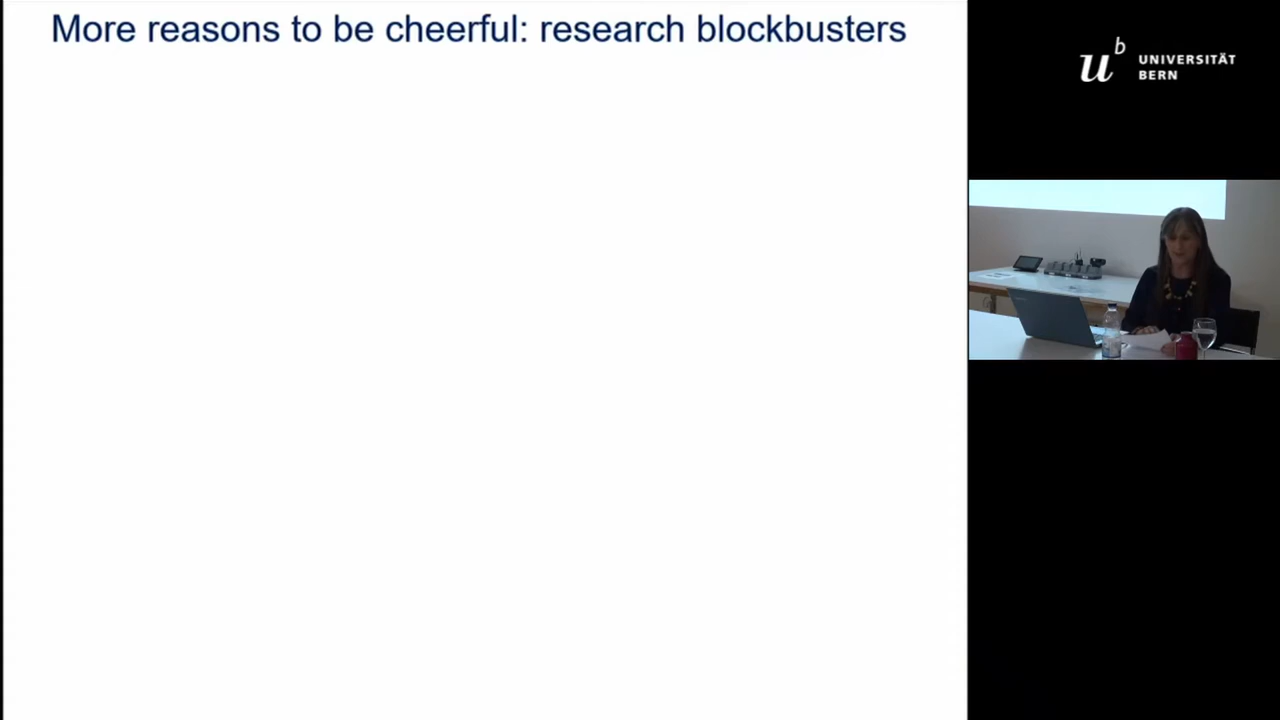 More reasons to be cheerful: research blockbusters
u
b
UNIVERSITÄT
BERN